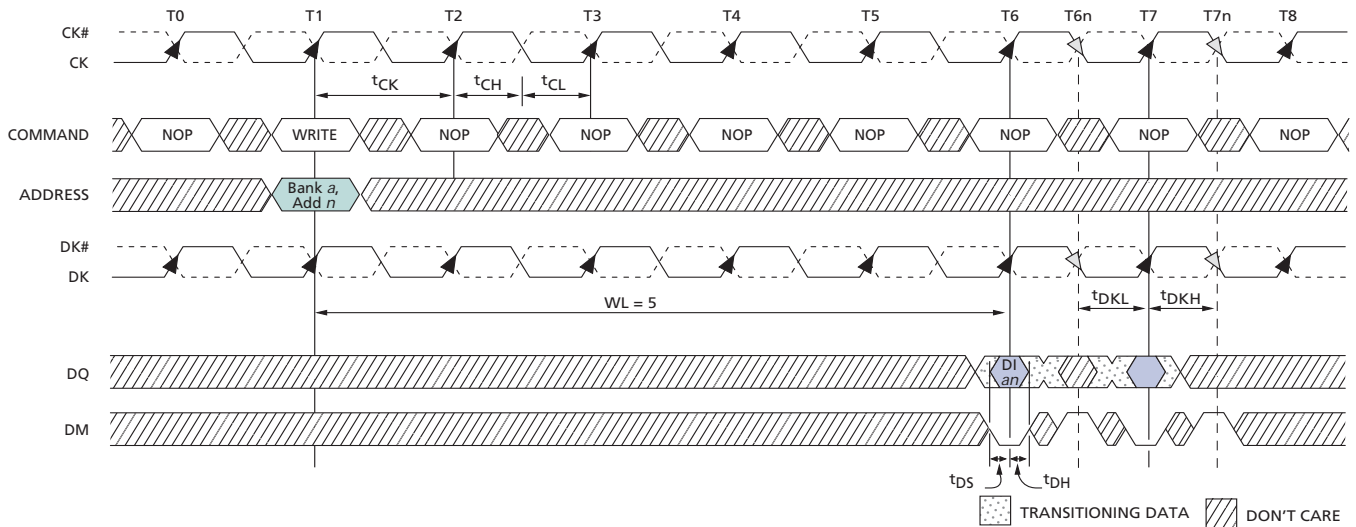 T0 T1 T2 T3 T4 T5 T6 T6n T7 T7n T8
CK#
CK
tCK tCH tCL
COMMAND NOP WRITE NOP NOP NOP NOP NOP NOP NOP
ADDRESS Bank a,
Add n
DK#
DK
WL = 5 tDKL tDKH
DQ DI
an
DM
tDS tDH
TRANSITIONING DATA DON'T CARE